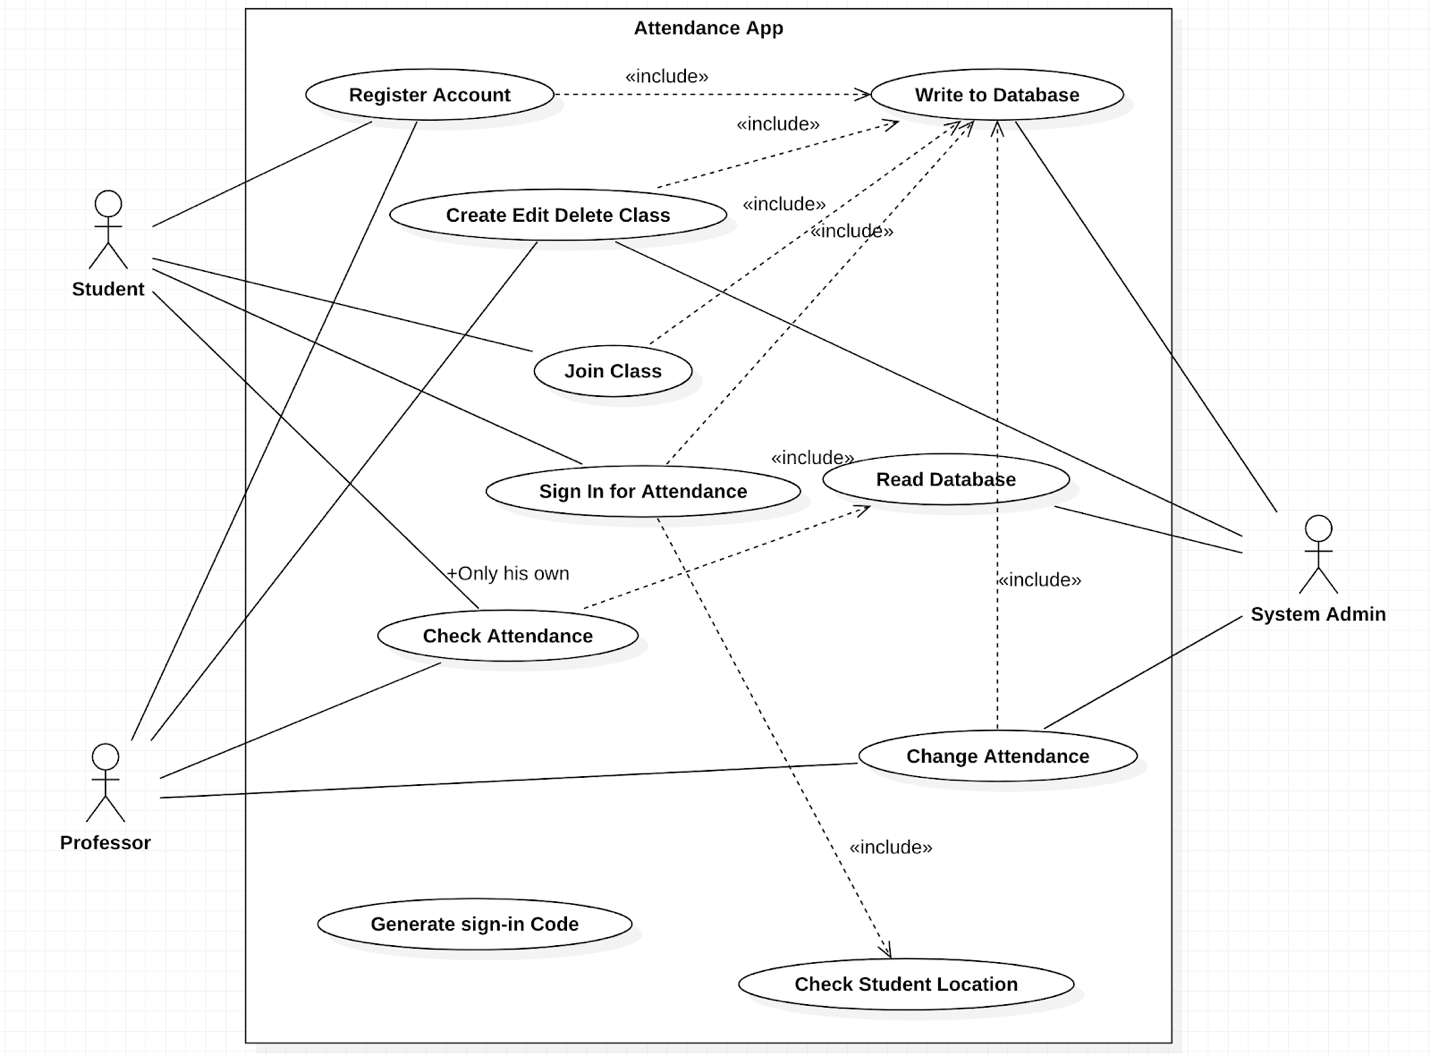 Attendance App
«include»
Register Account
Write to Database
«include»
«include»
Create Edit Delete Class
«include»
Student
Join Class
«include»
Read Database
Sign In for Attendance
+Only his own
«include»
System Admin
Check Attendance
Change Attendance
Professor
«include»
Generate sign-in Code
Check Student Location